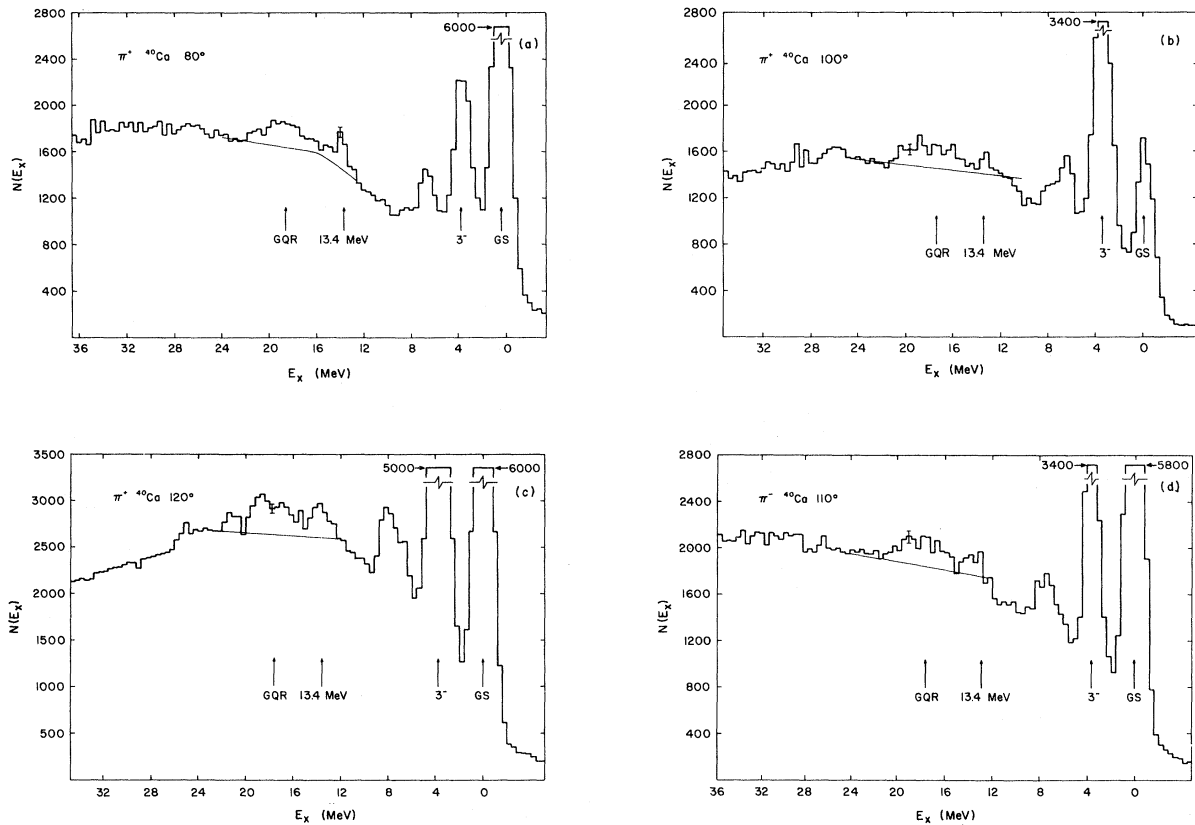 2800
2400
2000
1600
1200
800
400
N(Eₓ)
6000
(a)
π⁺ ⁴⁰Ca 80°
GQR 13.4 MeV 3⁻ GS
36 32 28 24 20 16 12 8 4 0
Eₓ (MeV)
2800
2400
2000
1600
1200
800
400
N(Eₓ)
3400
(b)
π⁺ ⁴⁰Ca 100°
GQR 13.4 MeV 3⁻ GS
32 28 24 20 16 12 8 4 0
Eₓ (MeV)
3500
3000
2500
2000
1500
1000
500
N(Eₓ)
5000 6000
(c)
π⁺ ⁴⁰Ca 120°
GQR 13.4 MeV 3⁻ GS
36 32 28 24 20 16 12 8 4 0
Eₓ (MeV)
2800
2400
2000
1600
1200
800
400
N(Eₓ)
3400 5800
(d)
π⁻ ⁴⁰Ca 110°
GQR 13.4 MeV 3⁻ GS
36 32 28 24 20 16 12 8 4 0
Eₓ (MeV)